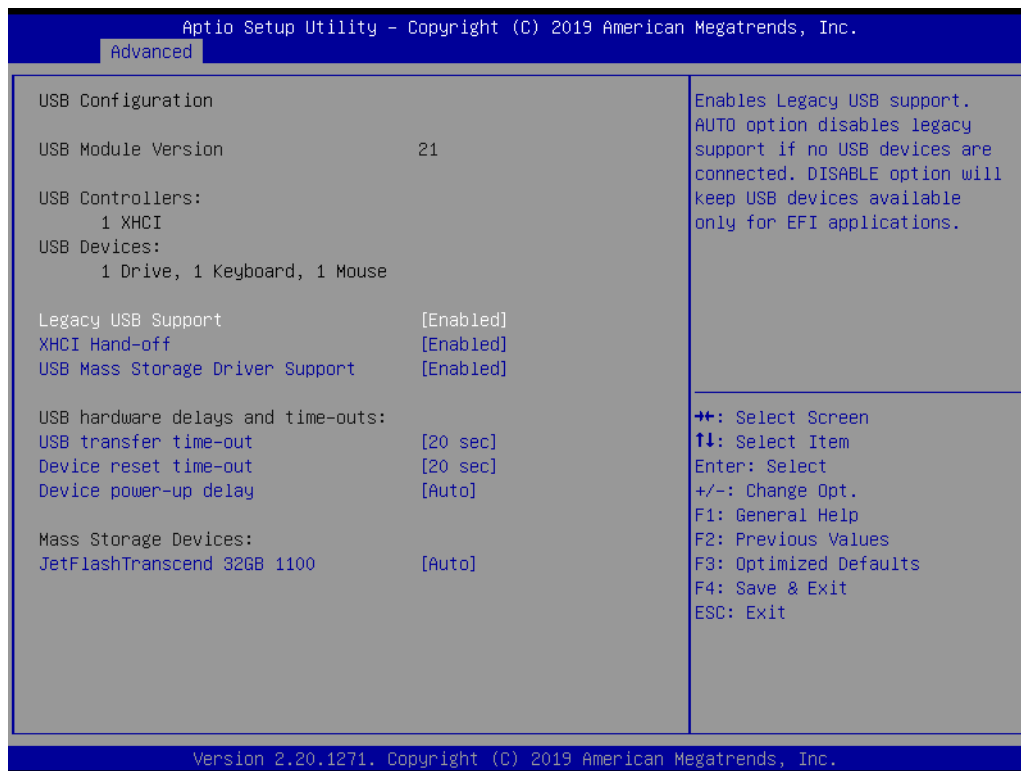 Aptio Setup Utility – Copyright (C) 2019 American Megatrends, Inc.
Advanced
USB Configuration
USB Module Version 21
USB Controllers:
1 XHCI
USB Devices:
1 Drive, 1 Keyboard, 1 Mouse
Legacy USB Support [Enabled]
XHCI Hand-off [Enabled]
USB Mass Storage Driver Support [Enabled]
USB hardware delays and time-outs:
USB transfer time-out [20 sec]
Device reset time-out [20 sec]
Device power-up delay [Auto]
Mass Storage Devices:
JetFlashTranscend 32GB 1100 [Auto]
Enables Legacy USB support.
AUTO option disables legacy
support if no USB devices are
connected. DISABLE option will
keep USB devices available
only for EFI applications.
→←: Select Screen
↑↓: Select Item
Enter: Select
+/-: Change Opt.
F1: General Help
F2: Previous Values
F3: Optimized Defaults
F4: Save & Exit
ESC: Exit
Version 2.20.1271. Copyright (C) 2019 American Megatrends, Inc.